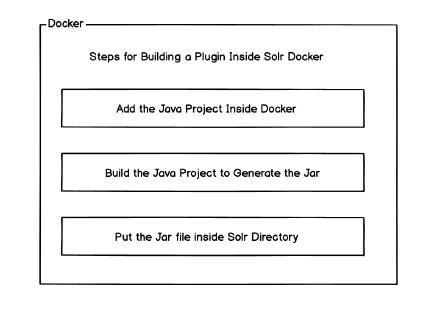 Docker
Steps for Building a Plugin Inside Solr Docker
Add the Java Project Inside Docker
Build the Java Project to Generate the Jar
Put the Jar file inside Solr Directory